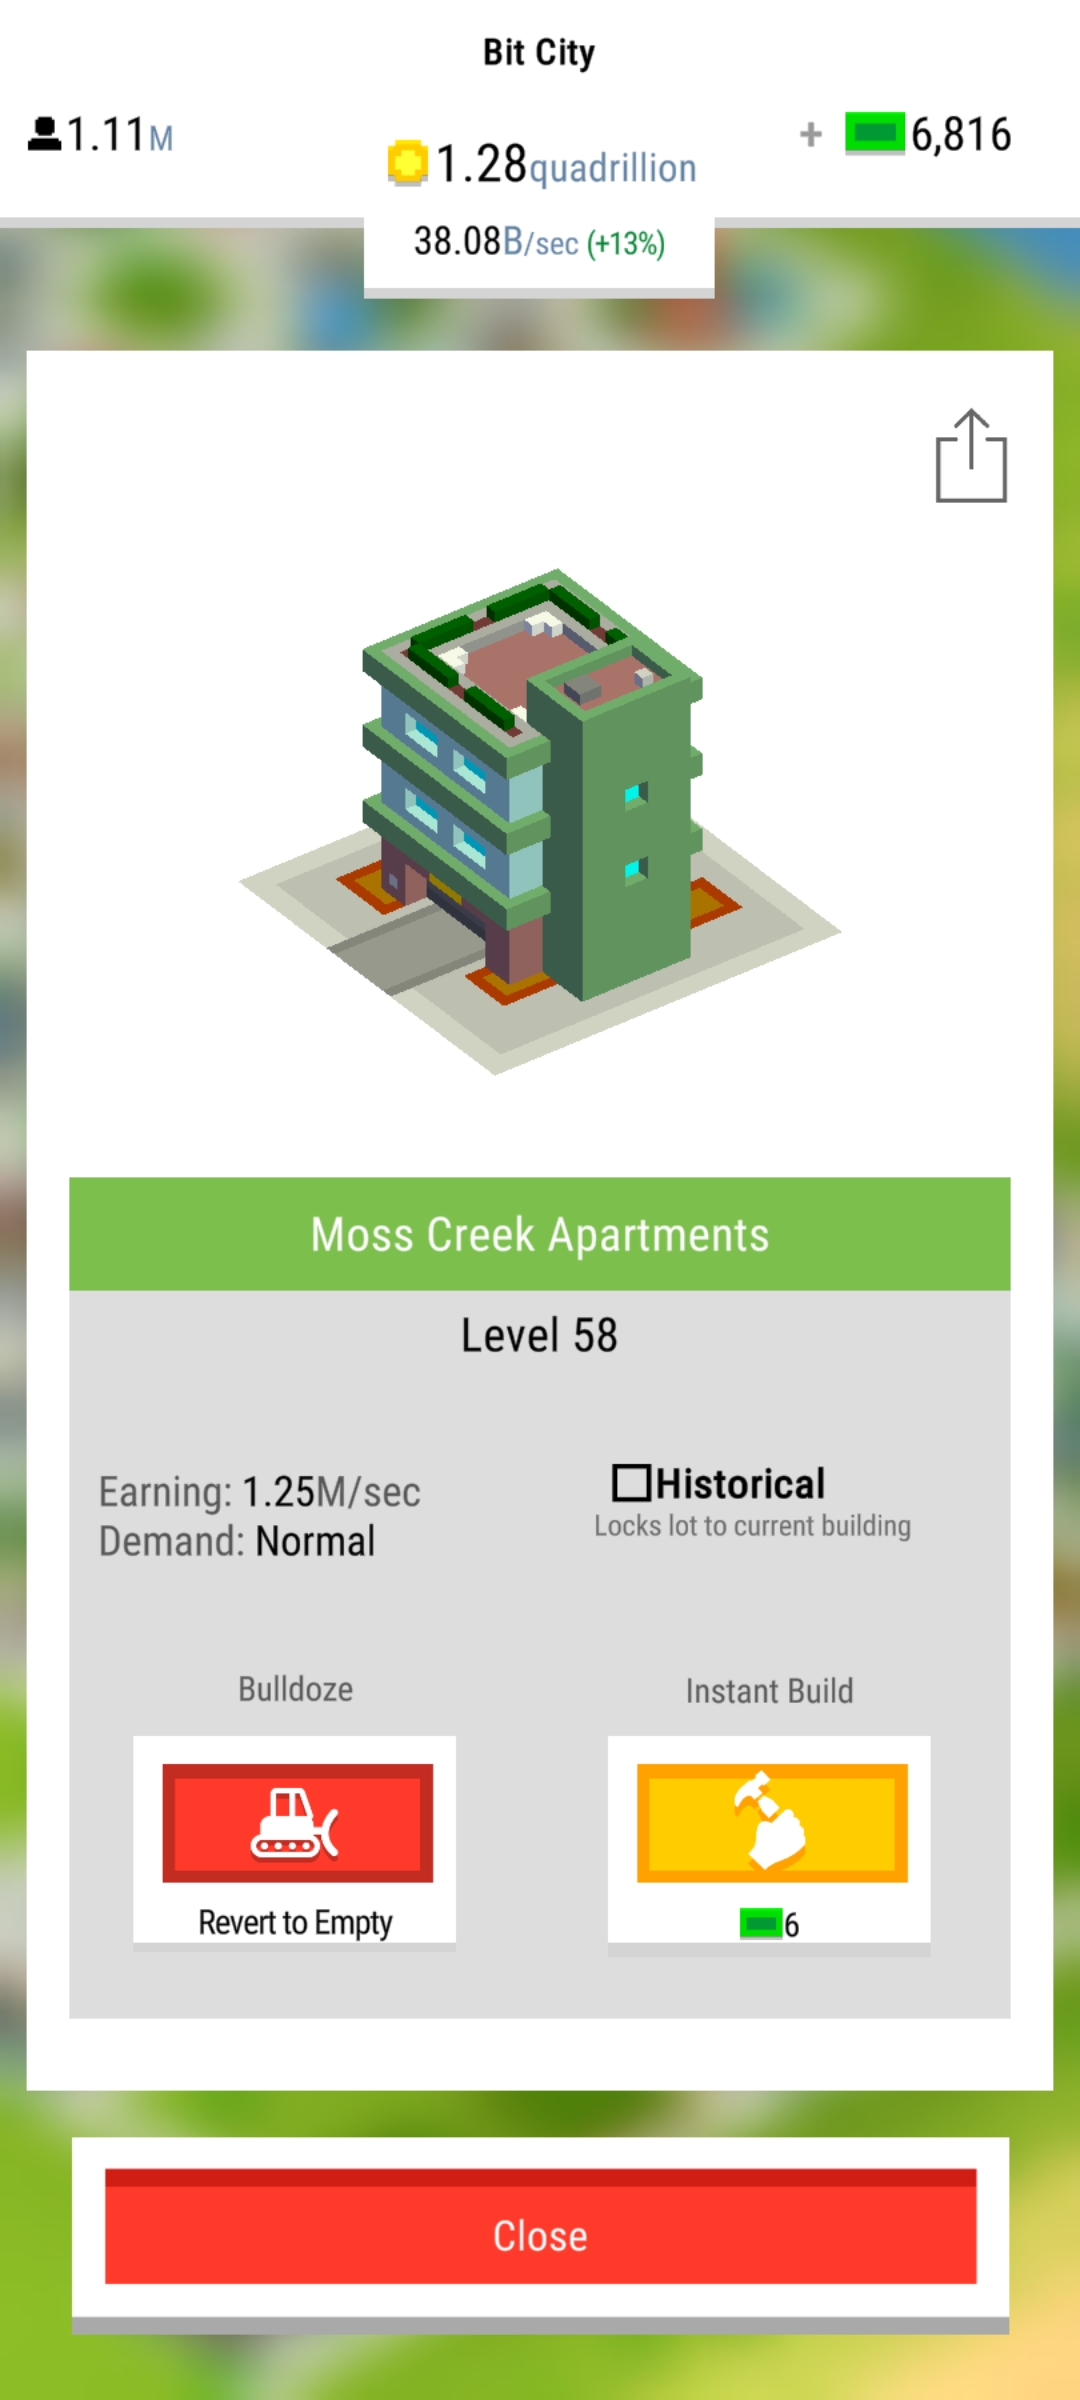 Bit City
1.11M
1.28quadrillion
+ 6,816
38.08B/sec (+13%)
Moss Creek Apartments
Level 58
Earning: 1.25M/sec
Demand: Normal
Historical
Locks lot to current building
Bulldoze
Instant Build
Revert to Empty
6
Close